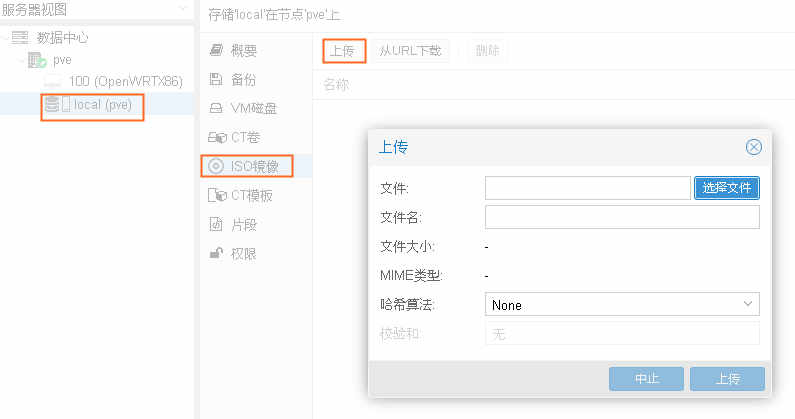 服务器视图
数据中心
pve
100 (OpenWRTX86)
local (pve)
存储'local'在节点'pve'上
概要
备份
VM磁盘
CT卷
ISO镜像
CT模板
片段
权限
上传 从URL下载 删除
名称
上传
文件: 选择文件
文件名:
文件大小: -
MIME类型: -
哈希算法: None
校验和: 无
中止 上传